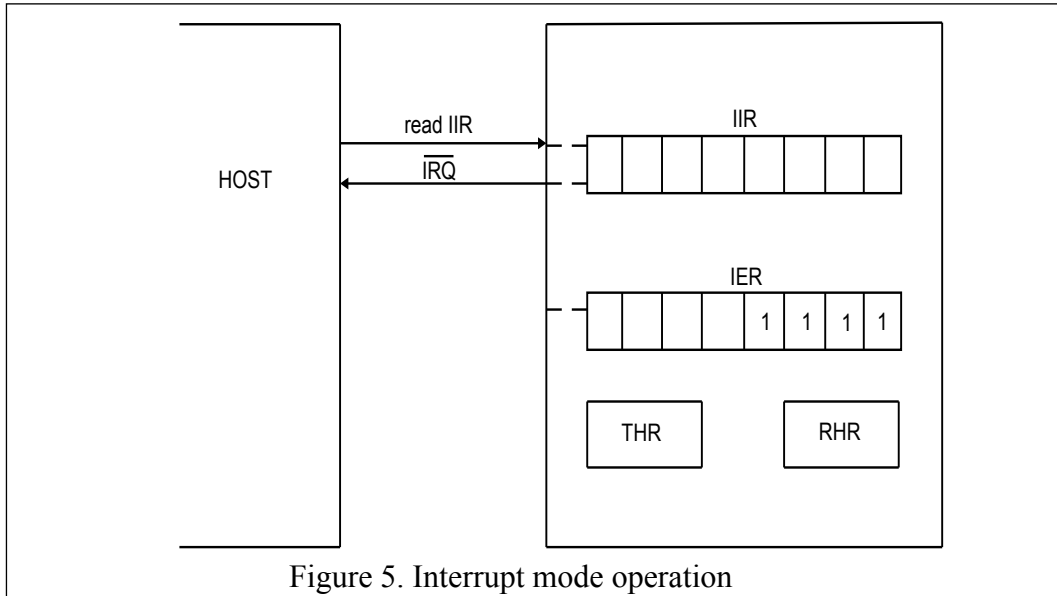 read IIR
IIR
HOST
IRQ
IER
1 1 1 1
THR RHR
Figure 5. Interrupt mode operation